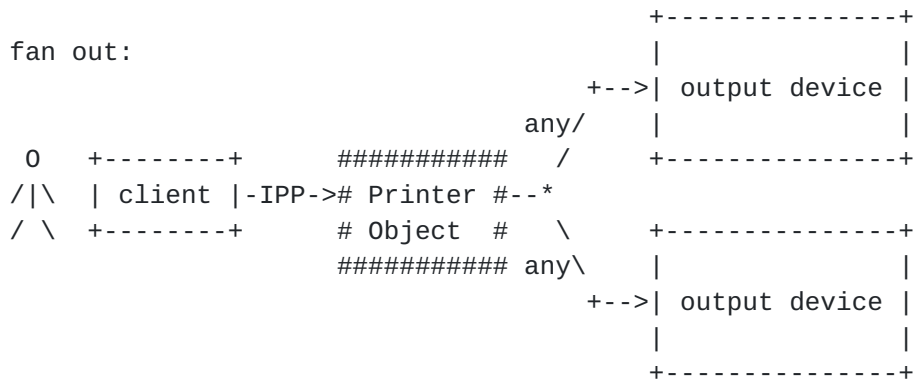 +---------------+
fan out:                                 |               |
                                     +-->| output device |
                                 any/    |               |
 O   +--------+      ###########   /     +---------------+
/|\  | client |-IPP-># Printer #--*
/ \  +--------+      # Object  #   \     +---------------+
                     ########### any\    |               |
                                     +-->| output device |
                                         |               |
                                         +---------------+